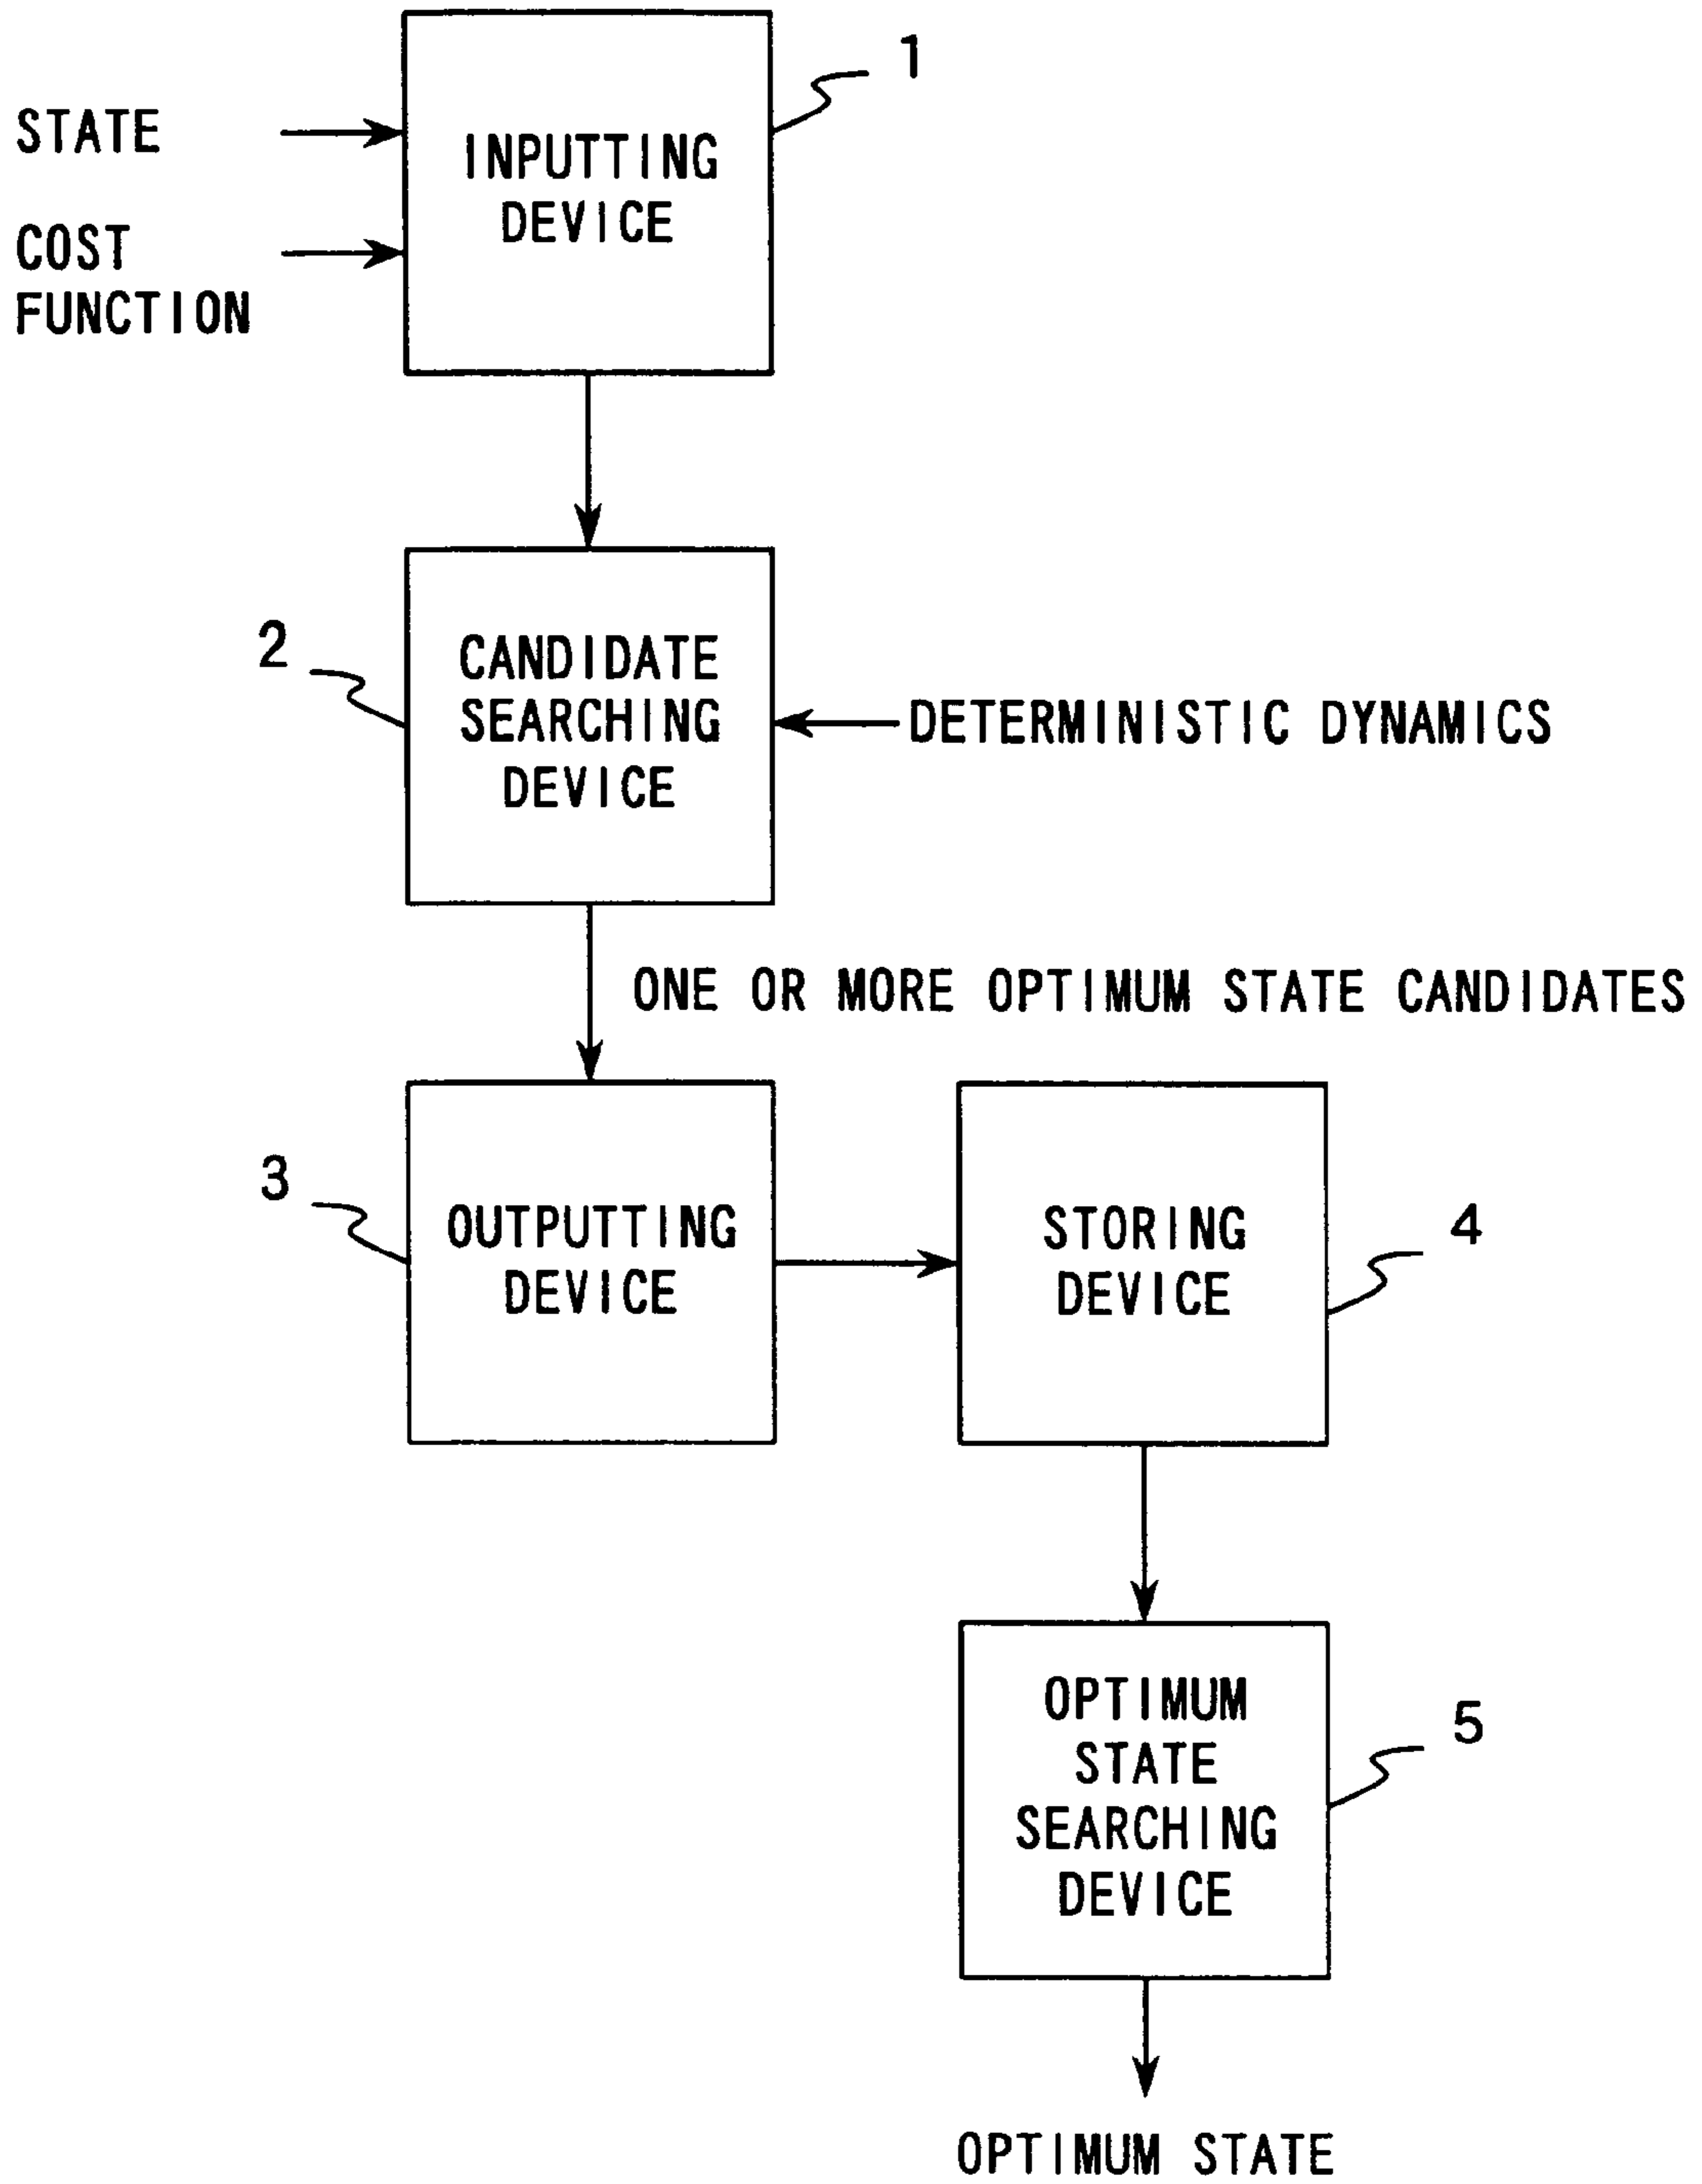 1
STATE
INPUTTING
DEVICE
COST
FUNCTION
2
CANDIDATE
SEARCHING
DEVICE
DETERMINISTIC DYNAMICS
ONE OR MORE OPTIMUM STATE CANDIDATES
3
OUTPUTTING
DEVICE
STORING
DEVICE
4
OPTIMUM
STATE
SEARCHING
DEVICE
5
OPTIMUM STATE